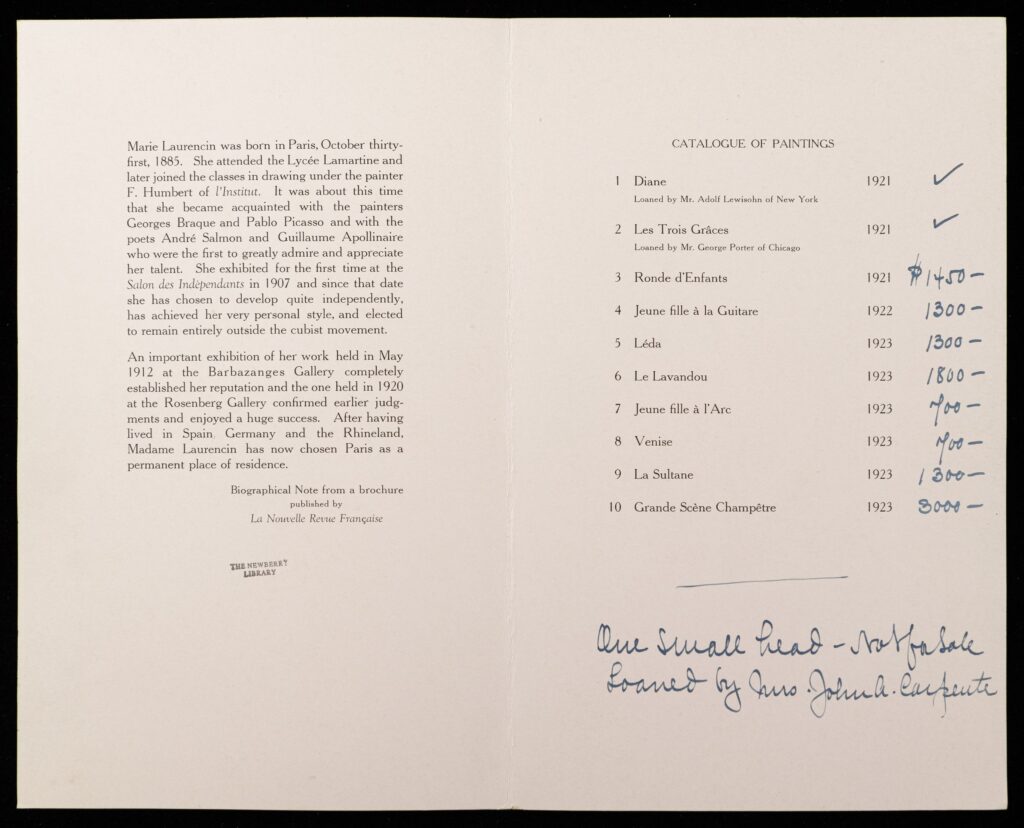 Marie Laurencin was born in Paris, October thirty-
first, 1885. She attended the Lycée Lamartine and
later joined the classes in drawing under the painter
F. Humbert of l'Institut. It was about this time
that she became acquainted with the painters
Georges Braque and Pablo Picasso and with the
poets André Salmon and Guillaume Apollinaire
who were the first to greatly admire and appreciate
her talent. She exhibited for the first time at the
Salon des Indèpendants in 1907 and since that date
she has chosen to develop quite independently,
has achieved her very personal style, and elected
to remain entirely outside the cubist movement.
An important exhibition of her work held in May
1912 at the Barbazanges Gallery completely
established her reputation and the one held in 1920
at the Rosenberg Gallery confirmed earlier judg-
ments and enjoyed a huge success. After having
lived in Spain Germany and the Rhineland,
Madame Laurencin has now chosen Paris as a
permanent place of residence.
Biographical Note from a brochure
published by
La Nouvelle Revue Française
THE NEWBERRY
LIBRARY
CATALOGUE OF PAINTINGS
1 Diane 1921 ✓
Loaned by Mr. Adolf Lewisohn of New York
2 Les Trois Grâces 1921 ✓
Loaned by Mr. George Porter of Chicago
3 Ronde d'Enfants 1921 $1450-
4 Jeune fille à la Guitare 1922 1300-
5 Léda 1923 1300-
6 Le Lavandou 1923 1800-
7 Jeune fille à l'Arc 1923 700-
8 Venise 1923 700-
9 La Sultane 1923 1300-
10 Grande Scène Champêtre 1923 3000-
One small head - Not for Sale
Loaned by Mrs. John A. Carpente